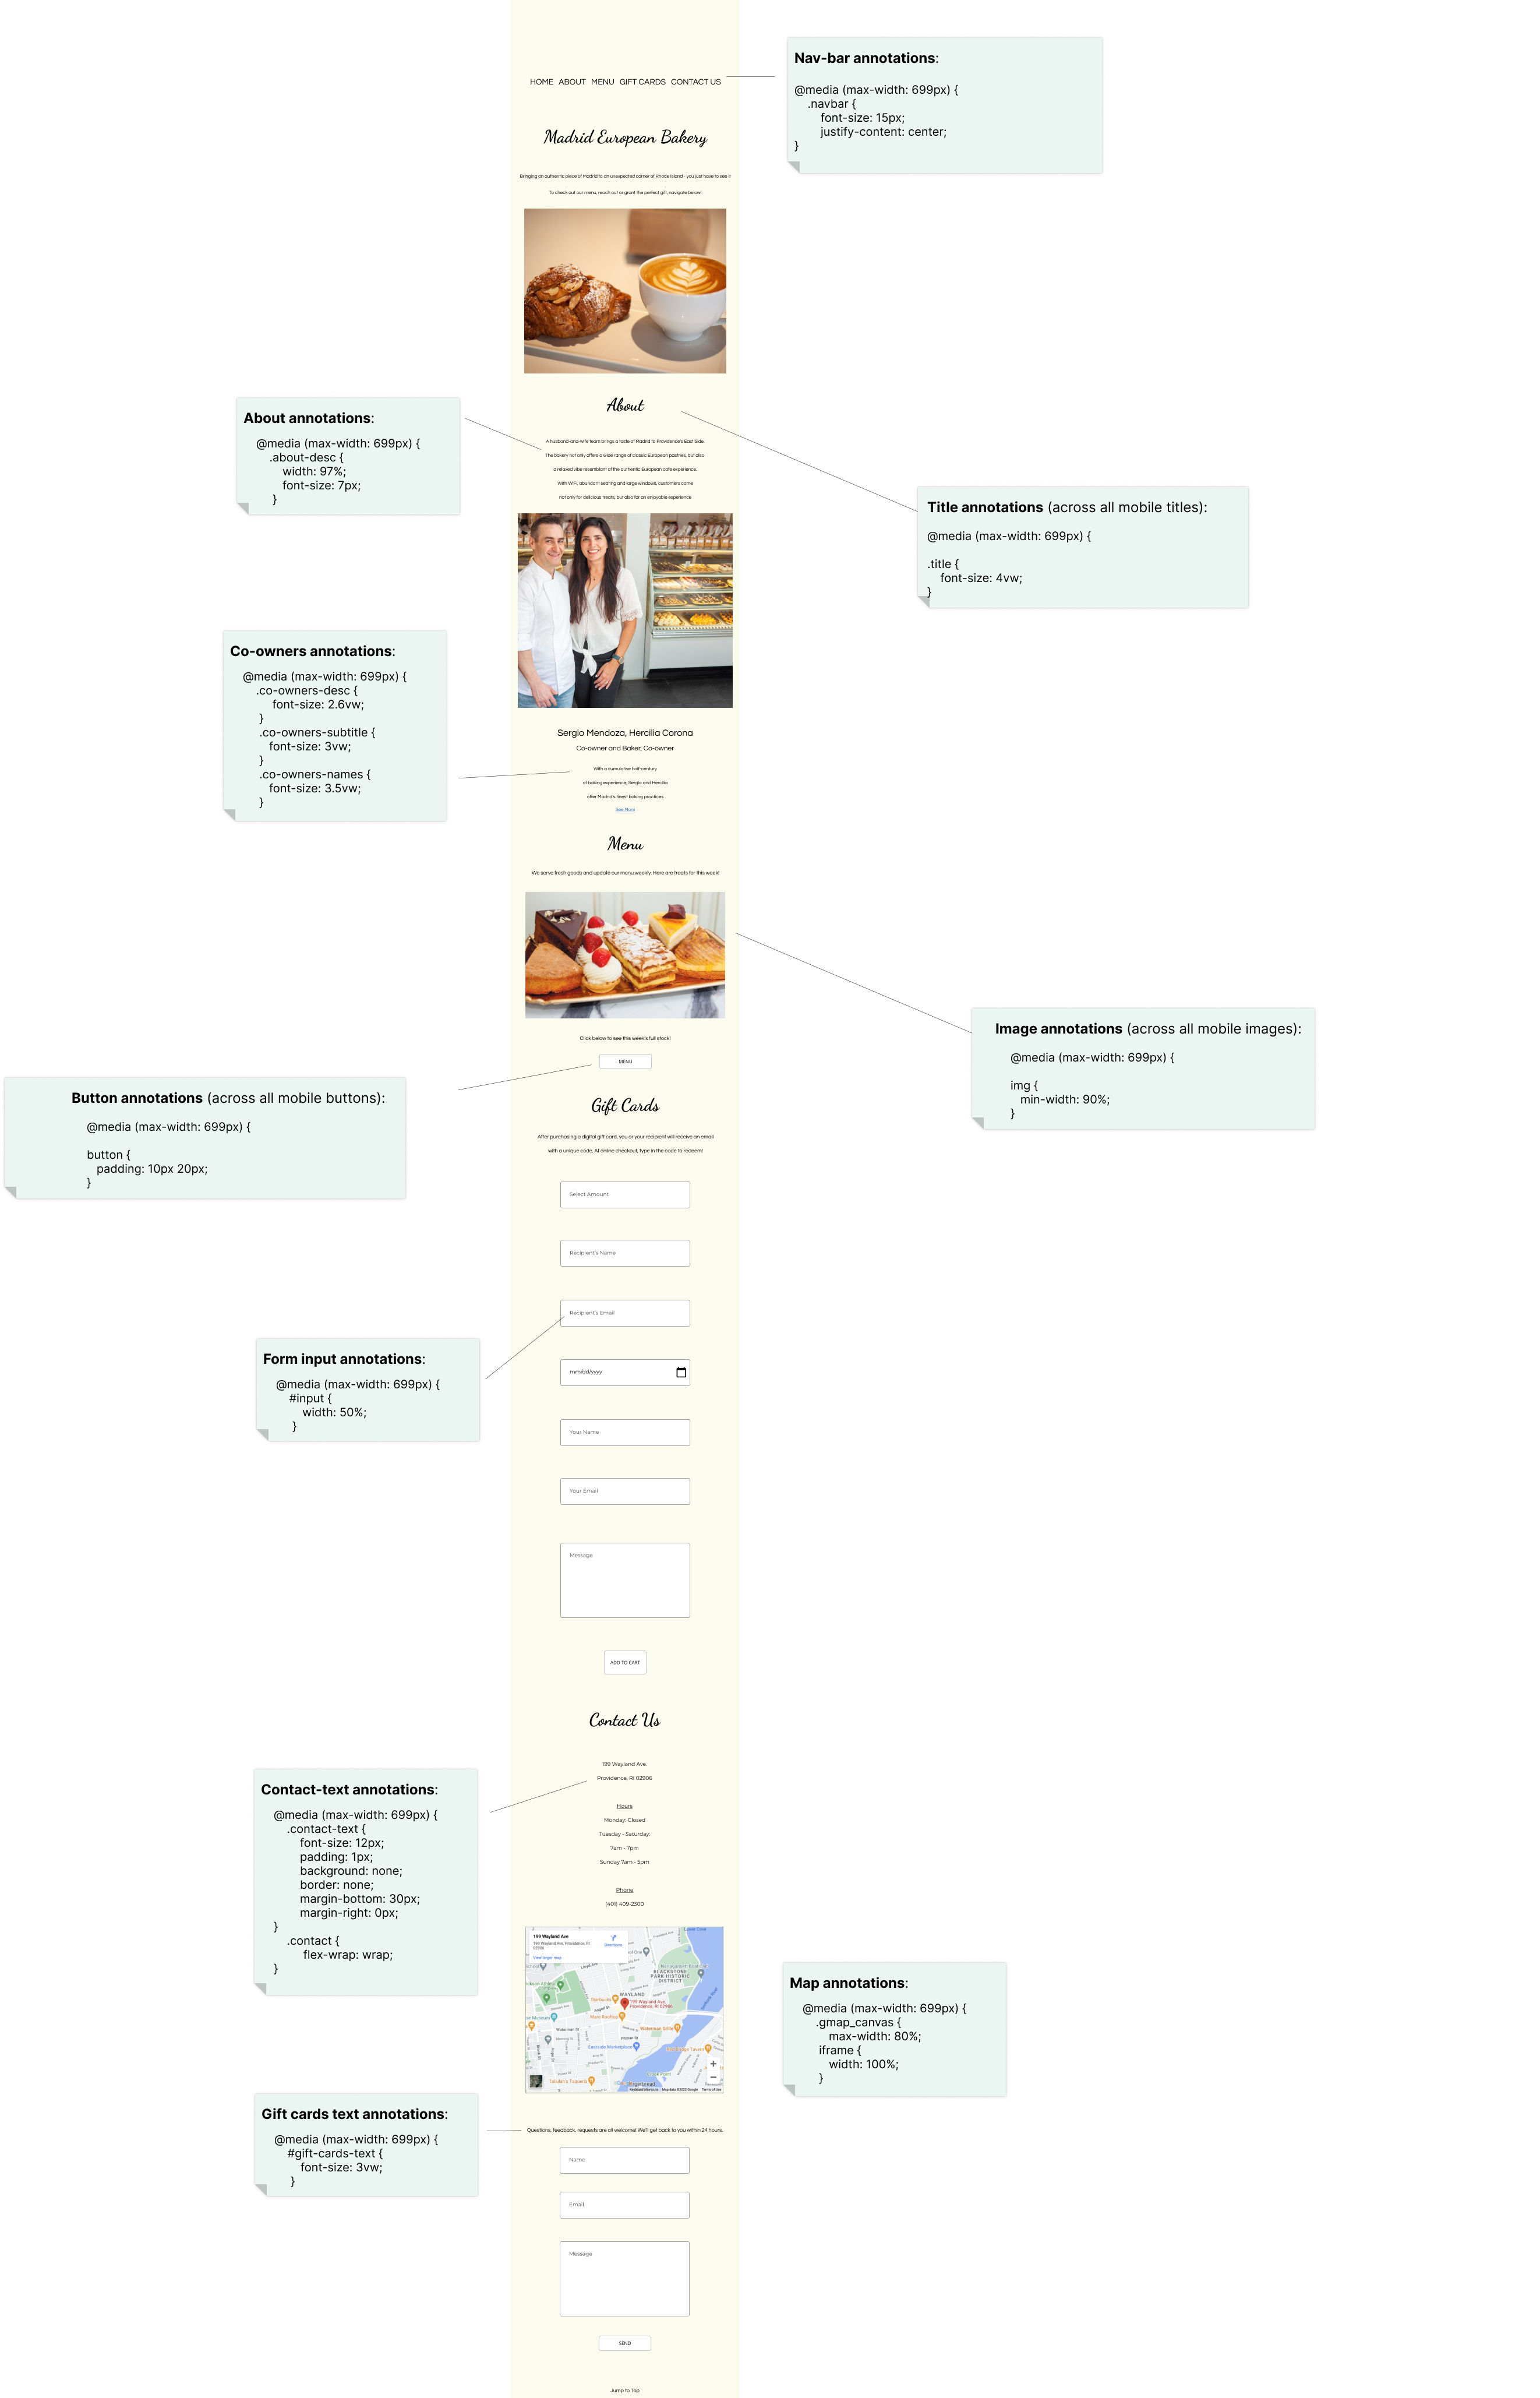 HOME ABOUT MENU GIFT CARDS CONTACT US
Nav-bar annotations:
@media (max-width: 699px) {
.navbar {
font-size: 15px;
justify-content: center;
}
Madrid European Bakery
Bringing an authentic piece of Madrid to an unexpected corner of Rhode Island - you just have to see it
To check out our menu, reach out or grant the perfect gift, navigate below!
About
About annotations:
@media (max-width: 699px) {
.about-desc {
width: 97%;
font-size: 7px;
}
A husband-and-wife team brings a taste of Madrid to Providence's East Side.
The bakery not only offers a wide range of classic European pastries, but also
a relaxed vibe resemblant of the authentic European cafe experience.
With WiFi, abundant seating and large windows, customers come
not only for delicious treats, but also for an enjoyable experience
Title annotations (across all mobile titles):
@media (max-width: 699px) {
.title {
font-size: 4vw;
}
Co-owners annotations:
@media (max-width: 699px) {
.co-owners-desc {
font-size: 2.6vw;
}
.co-owners-subtitle {
font-size: 3vw;
}
.co-owners-names {
font-size: 3.5vw;
}
Sergio Mendoza, Hercilia Corona
Co-owner and Baker, Co-owner
With a cumulative half-century
of baking experience, Sergio and Hercilia
offer Madrid's finest baking practices
See More
Menu
We serve fresh goods and update our menu weekly. Here are treats for this week!
Image annotations (across all mobile images):
@media (max-width: 699px) {
img {
min-width: 90%;
}
Click below to see this week's full stock!
MENU
Button annotations (across all mobile buttons):
@media (max-width: 699px) {
button {
padding: 10px 20px;
}
Gift Cards
After purchasing a digital gift card, you or your recipient will receive an email
with a unique code. At online checkout, type in the code to redeem!
Select Amount
Recipient's Name
Recipient's Email
Form input annotations:
@media (max-width: 699px) {
#input {
width: 50%;
}
mm/dd/yyyy
Your Name
Your Email
Message
ADD TO CART
Contact Us
199 Wayland Ave.
Providence, RI 02906
Hours
Monday: Closed
Tuesday - Saturday:
7am - 7pm
Sunday 7am - 5pm
Phone
(401) 409-2300
Contact-text annotations:
@media (max-width: 699px) {
.contact-text {
font-size: 12px;
padding: 1px;
background: none;
border: none;
margin-bottom: 30px;
margin-right: 0px;
}
.contact {
flex-wrap: wrap;
}
199 Wayland Ave
199 Wayland Ave, Providence, RI
02906
Directions
View larger map
BLACKSTONE
PARK HISTORIC
DISTRICT
WAYLAND
Starbucks
199 Wayland Ave,
Providence, RI 02906
Waterman Grille
Waterman St
Eastside Marketplace
Keyboard shortcuts Map data ©2022 Google Terms of Use
Map annotations:
@media (max-width: 699px) {
.gmap_canvas {
max-width: 80%;
iframe {
width: 100%;
}
Gift cards text annotations:
@media (max-width: 699px) {
#gift-cards-text {
font-size: 3vw;
}
Questions, feedback, requests are all welcome! We'll get back to you within 24 hours.
Name
Email
Message
SEND
Jump to Top